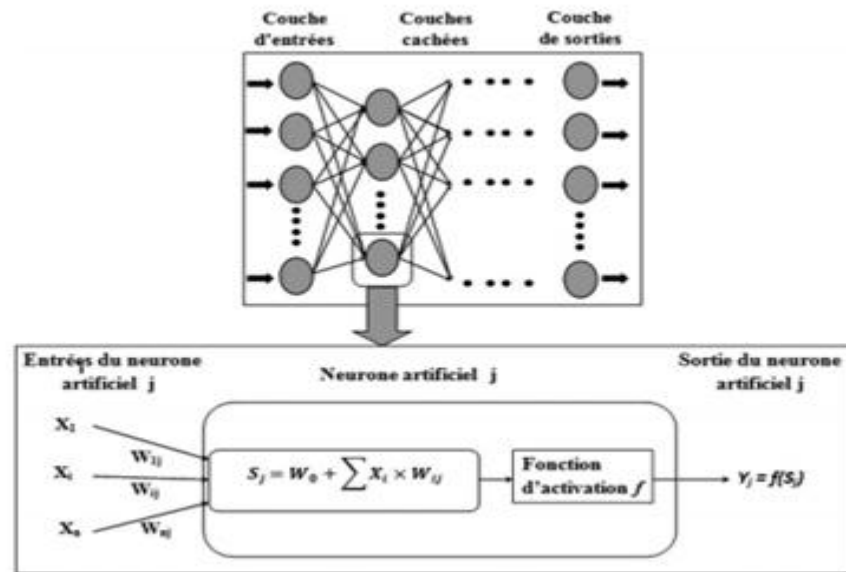 Couche
d'entrées
Couches
cachées
Couche
de sorties
Entrées du neurone
artificiel j
Neurone artificiel j
Sortie du neurone
artificiel j
X₁
Xᵢ
Xₙ
W₁ⱼ
Wᵢⱼ
Wₙⱼ
Sⱼ = W₀ + ∑ Xᵢ × Wᵢⱼ
Fonction
d'activation f
Yⱼ = f(Sⱼ)